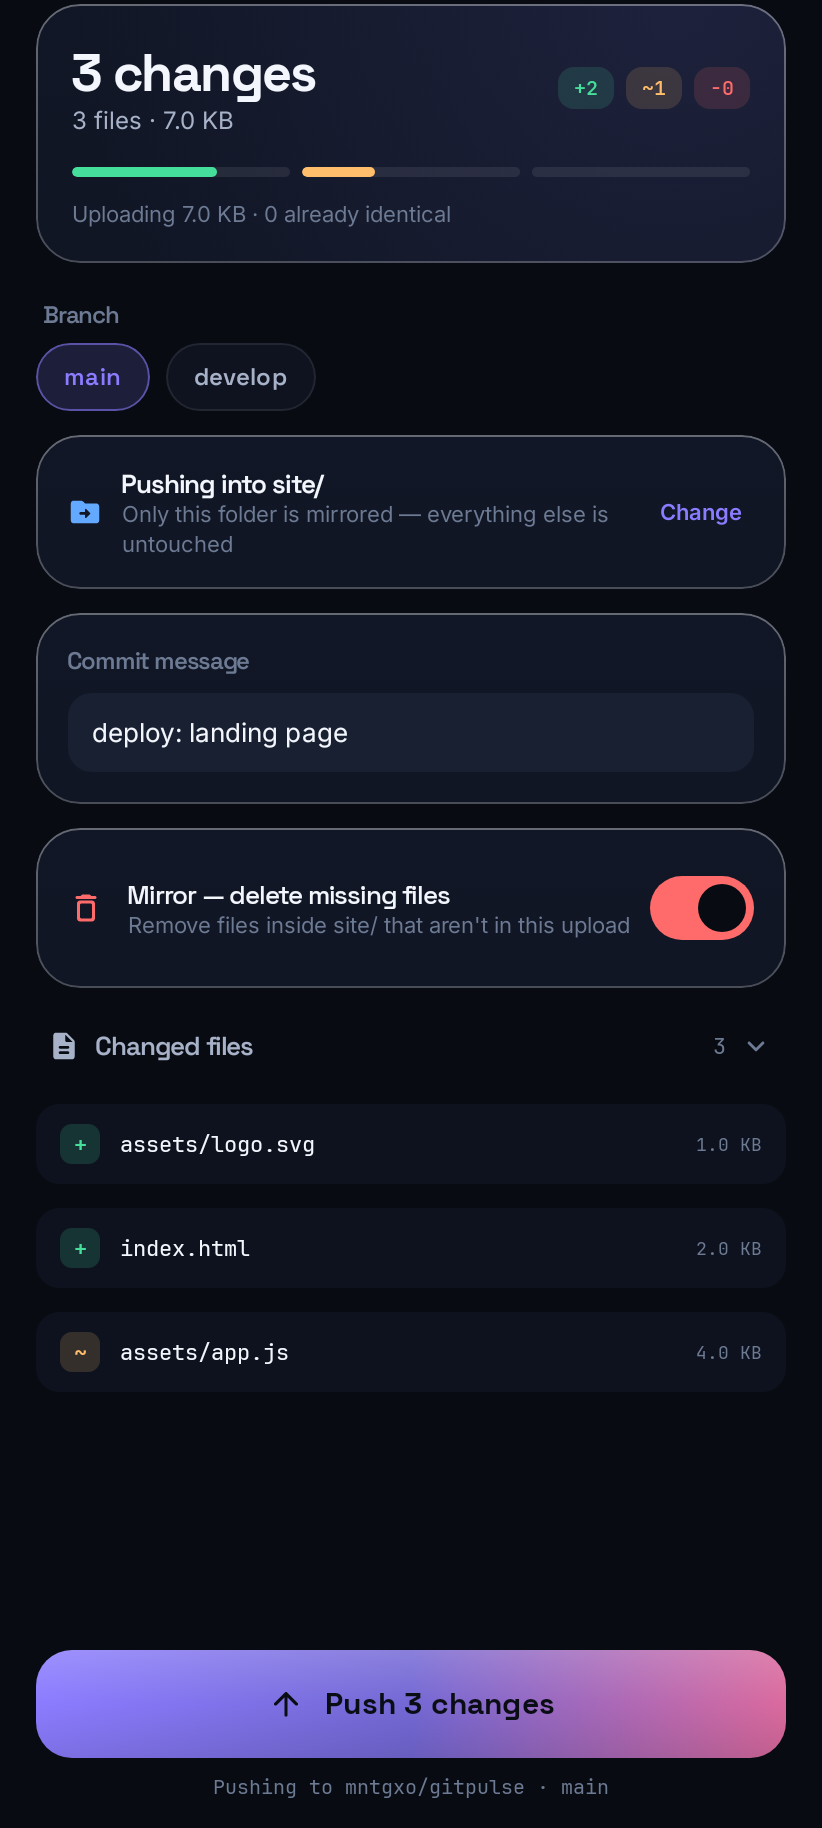 3 changes
3 files · 7.0 KB
+2 ~1 -0
Uploading 7.0 KB · 0 already identical
Branch
main develop
Pushing into site/
Only this folder is mirrored — everything else is
untouched
Change
Commit message
deploy: landing page
Mirror — delete missing files
Remove files inside site/ that aren't in this upload
Changed files 3
+ assets/logo.svg 1.0 KB
+ index.html 2.0 KB
~ assets/app.js 4.0 KB
Push 3 changes
Pushing to mntgxo/gitpulse · main